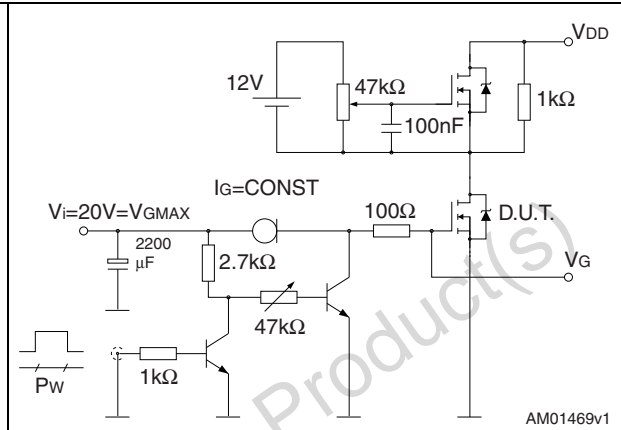 VDD
12V
47kΩ
1kΩ
100nF
IG=CONST
Vi=20V=VGMAX
100Ω
D.U.T.
2200
μF
2.7kΩ
VG
47kΩ
1kΩ
PW
Product(s)
AM01469v1